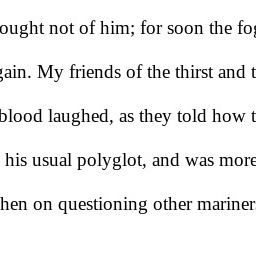 ought not of him; for soon the fog
gain. My friends of the thirst and t
blood laughed, as they told how t
his usual polyglot, and was more
hen on questioning other mariner